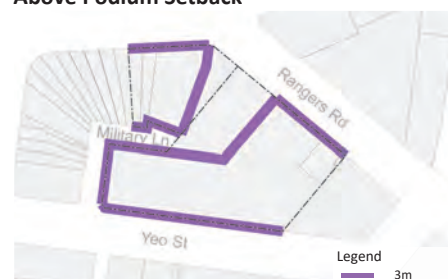 Above Podium Setback
Rangers Rd
Military Ln
Yeo St
Legend
3m